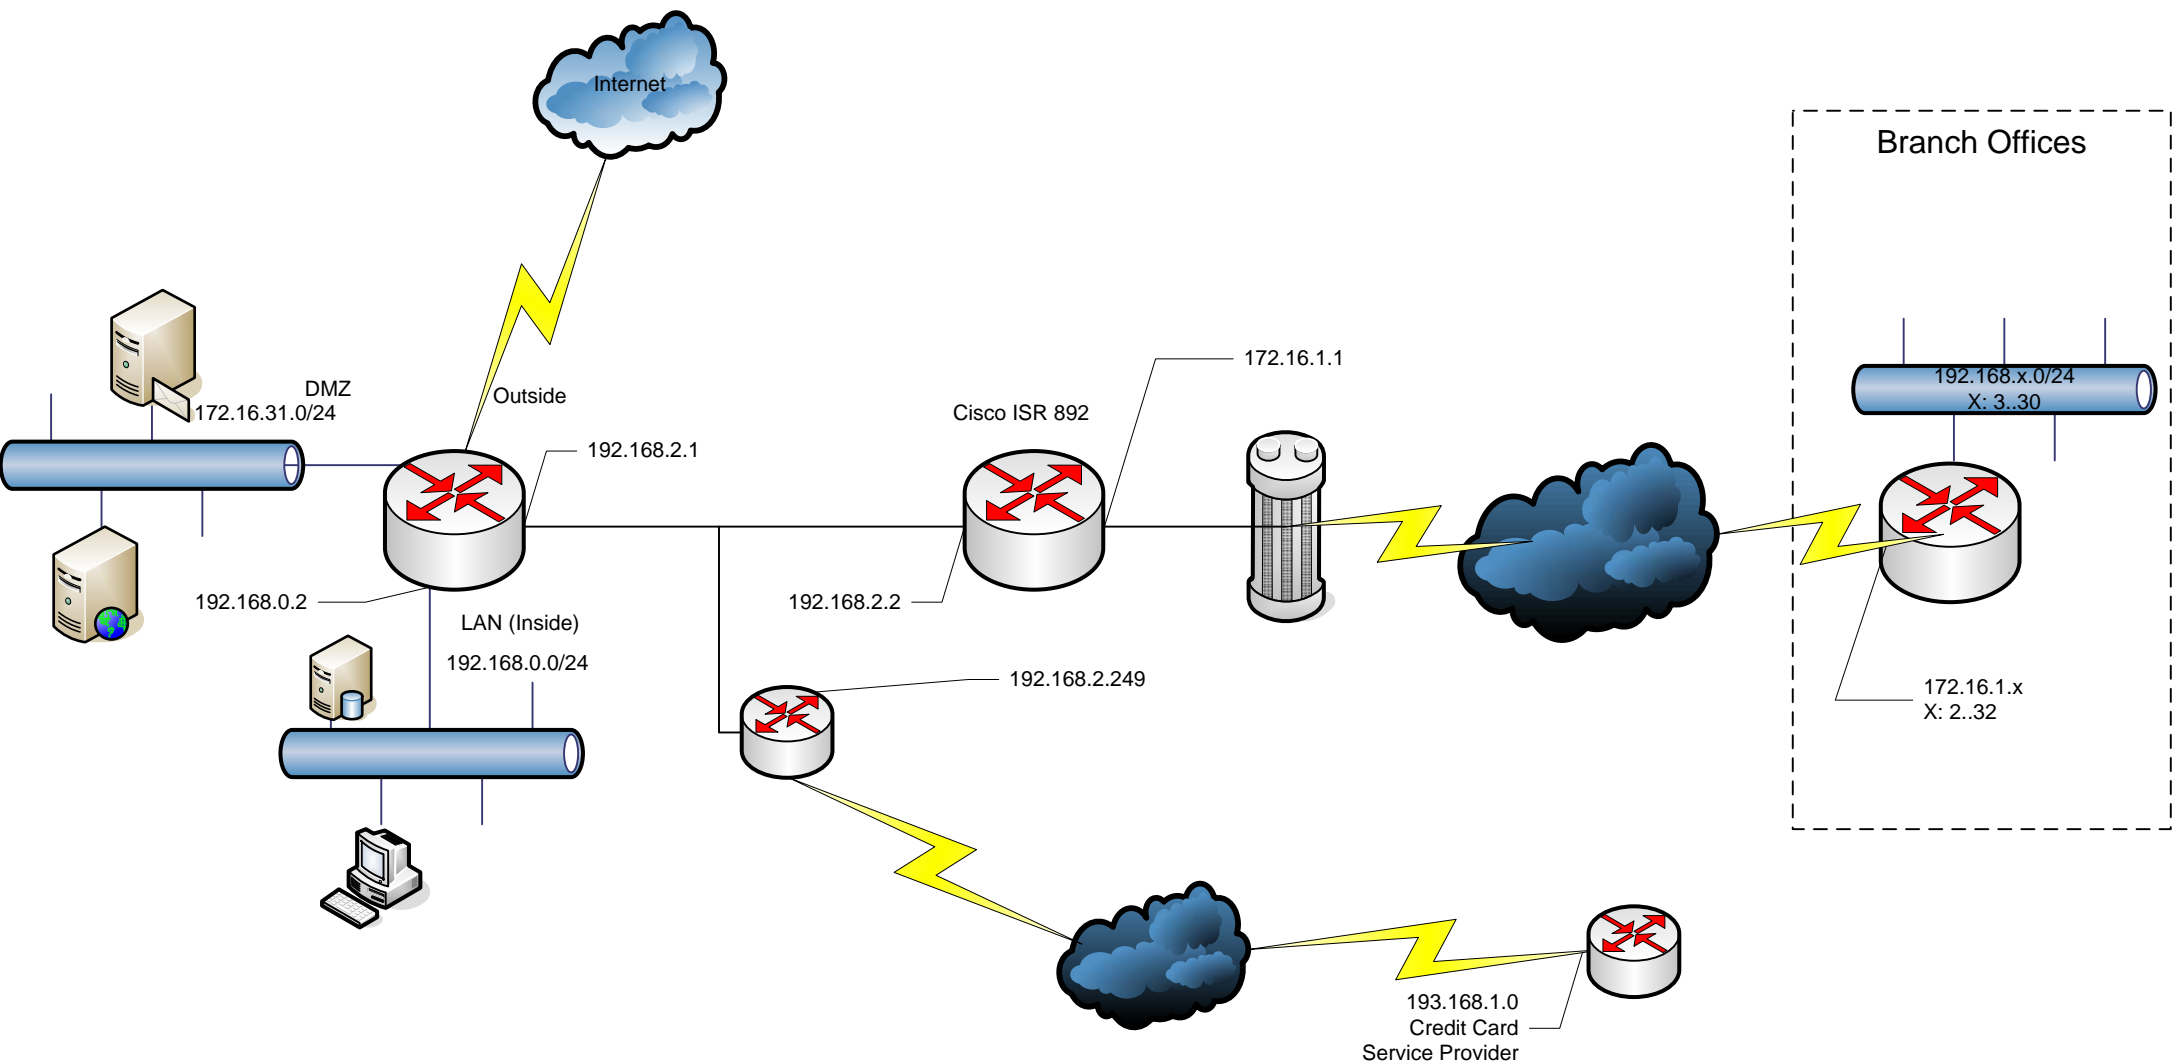 Internet
Branch Offices
172.16.1.1
192.168.x.0/24
X: 3..30
DMZ
172.16.31.0/24
Outside
Cisco ISR 892
192.168.2.1
192.168.0.2
192.168.2.2
LAN (Inside)
192.168.0.0/24
192.168.2.249
172.16.1.x
X: 2..32
193.168.1.0
Credit Card
Service Provider